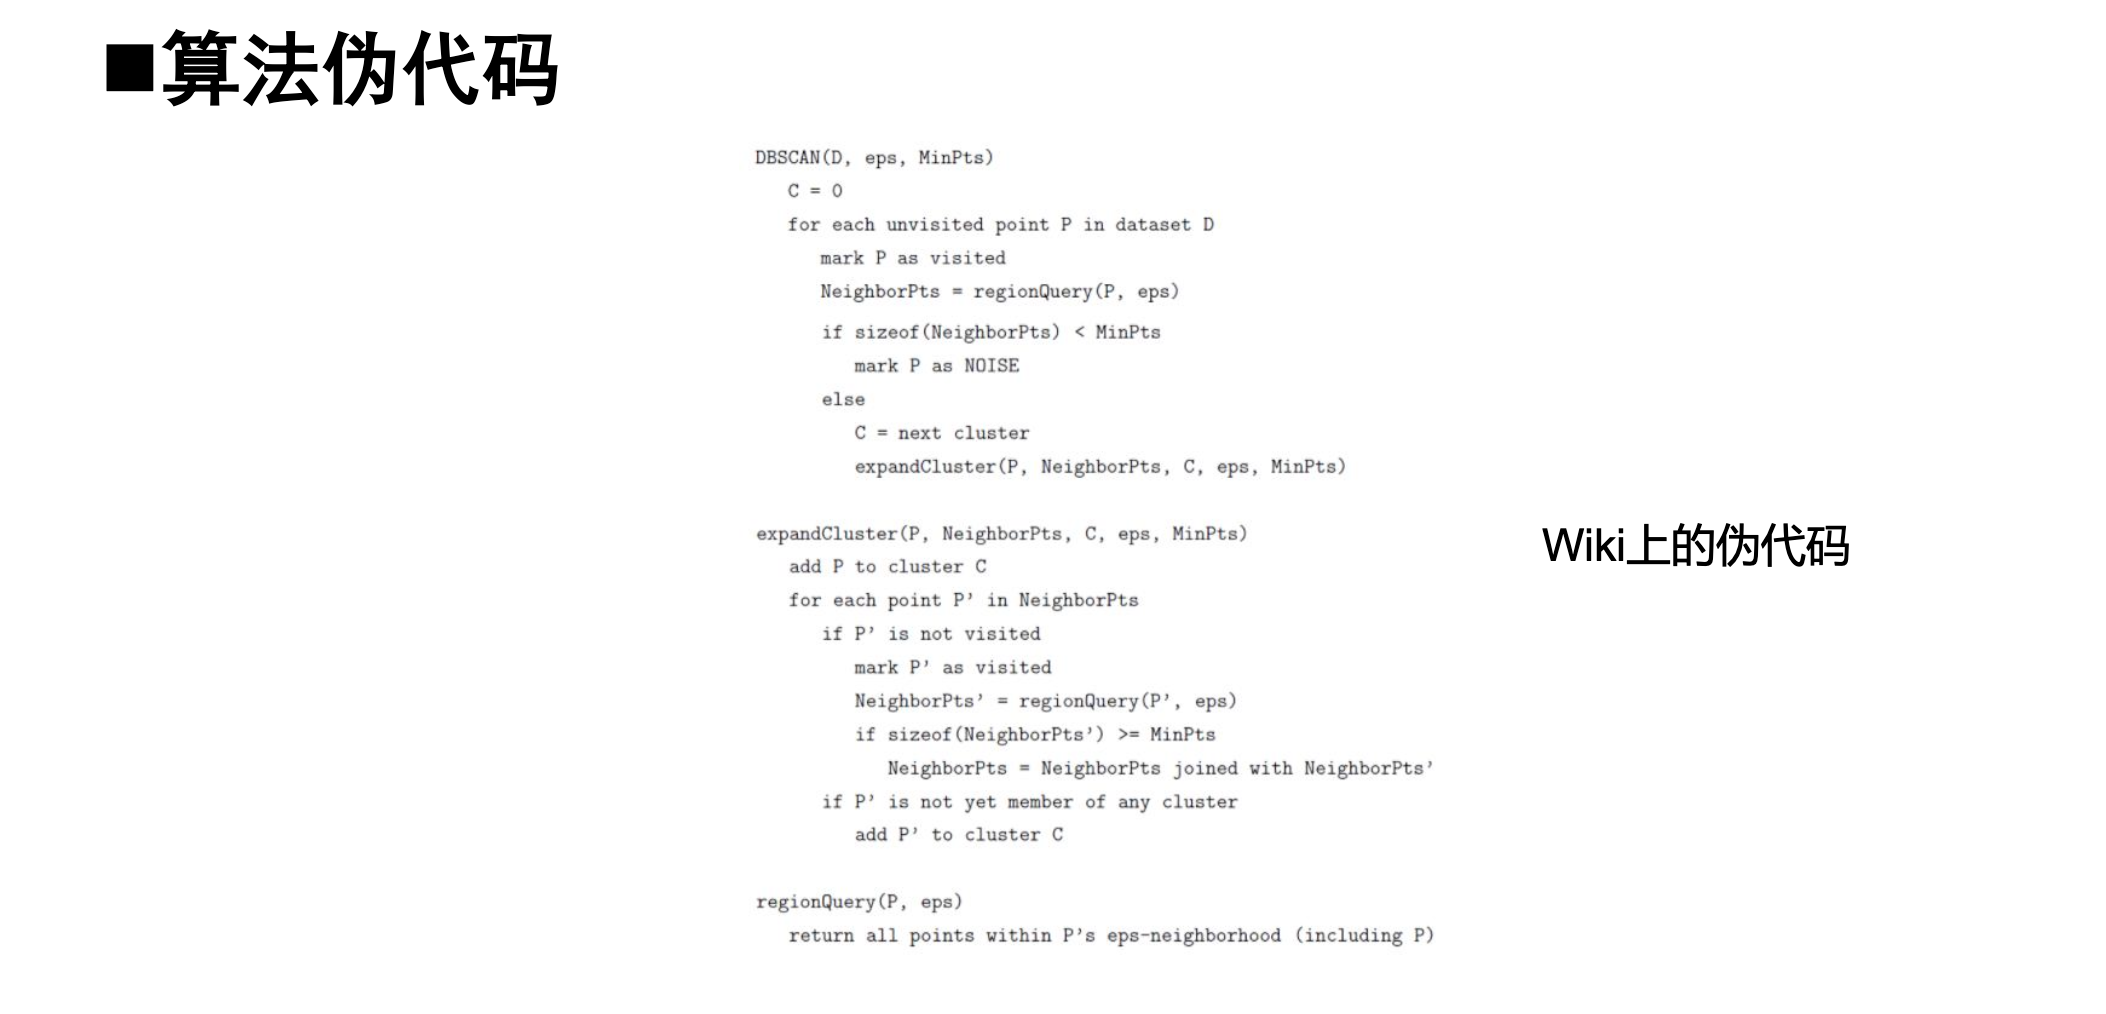 ■算法伪代码
DBSCAN(D, eps, MinPts)
C = 0
for each unvisited point P in dataset D
mark P as visited
NeighborPts = regionQuery(P, eps)
if sizeof(NeighborPts) < MinPts
mark P as NOISE
else
C = next cluster
expandCluster(P, NeighborPts, C, eps, MinPts)
expandCluster(P, NeighborPts, C, eps, MinPts)
add P to cluster C
for each point P’ in NeighborPts
if P’ is not visited
mark P’ as visited
NeighborPts’ = regionQuery(P’, eps)
if sizeof(NeighborPts’) >= MinPts
NeighborPts = NeighborPts joined with NeighborPts’
if P’ is not yet member of any cluster
add P’ to cluster C
regionQuery(P, eps)
return all points within P’s eps-neighborhood (including P)
Wiki上的伪代码